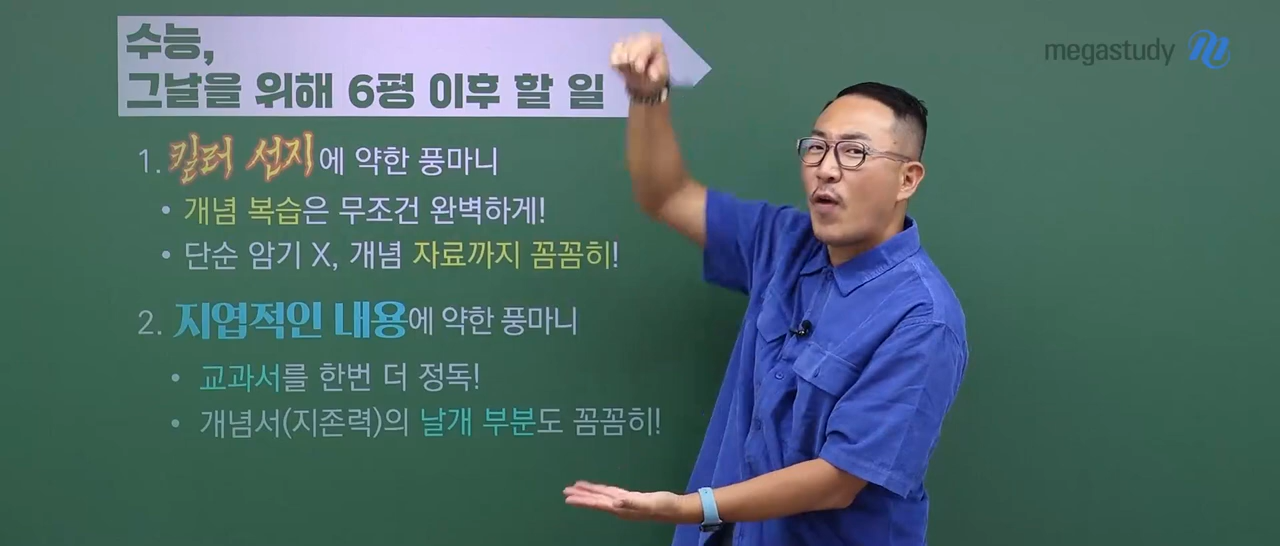 수능,
그날을 위해 6평 이후 할 일
megastudy
1. 킬러 선지에 약한 풍마니
• 개념 복습은 무조건 완벽하게!
• 단순 암기 X, 개념 자료까지 꼼꼼히!
2. 지엽적인 내용에 약한 풍마니
• 교과서를 한번 더 정독!
• 개념서(지존력)의 날개 부분도 꼼꼼히!